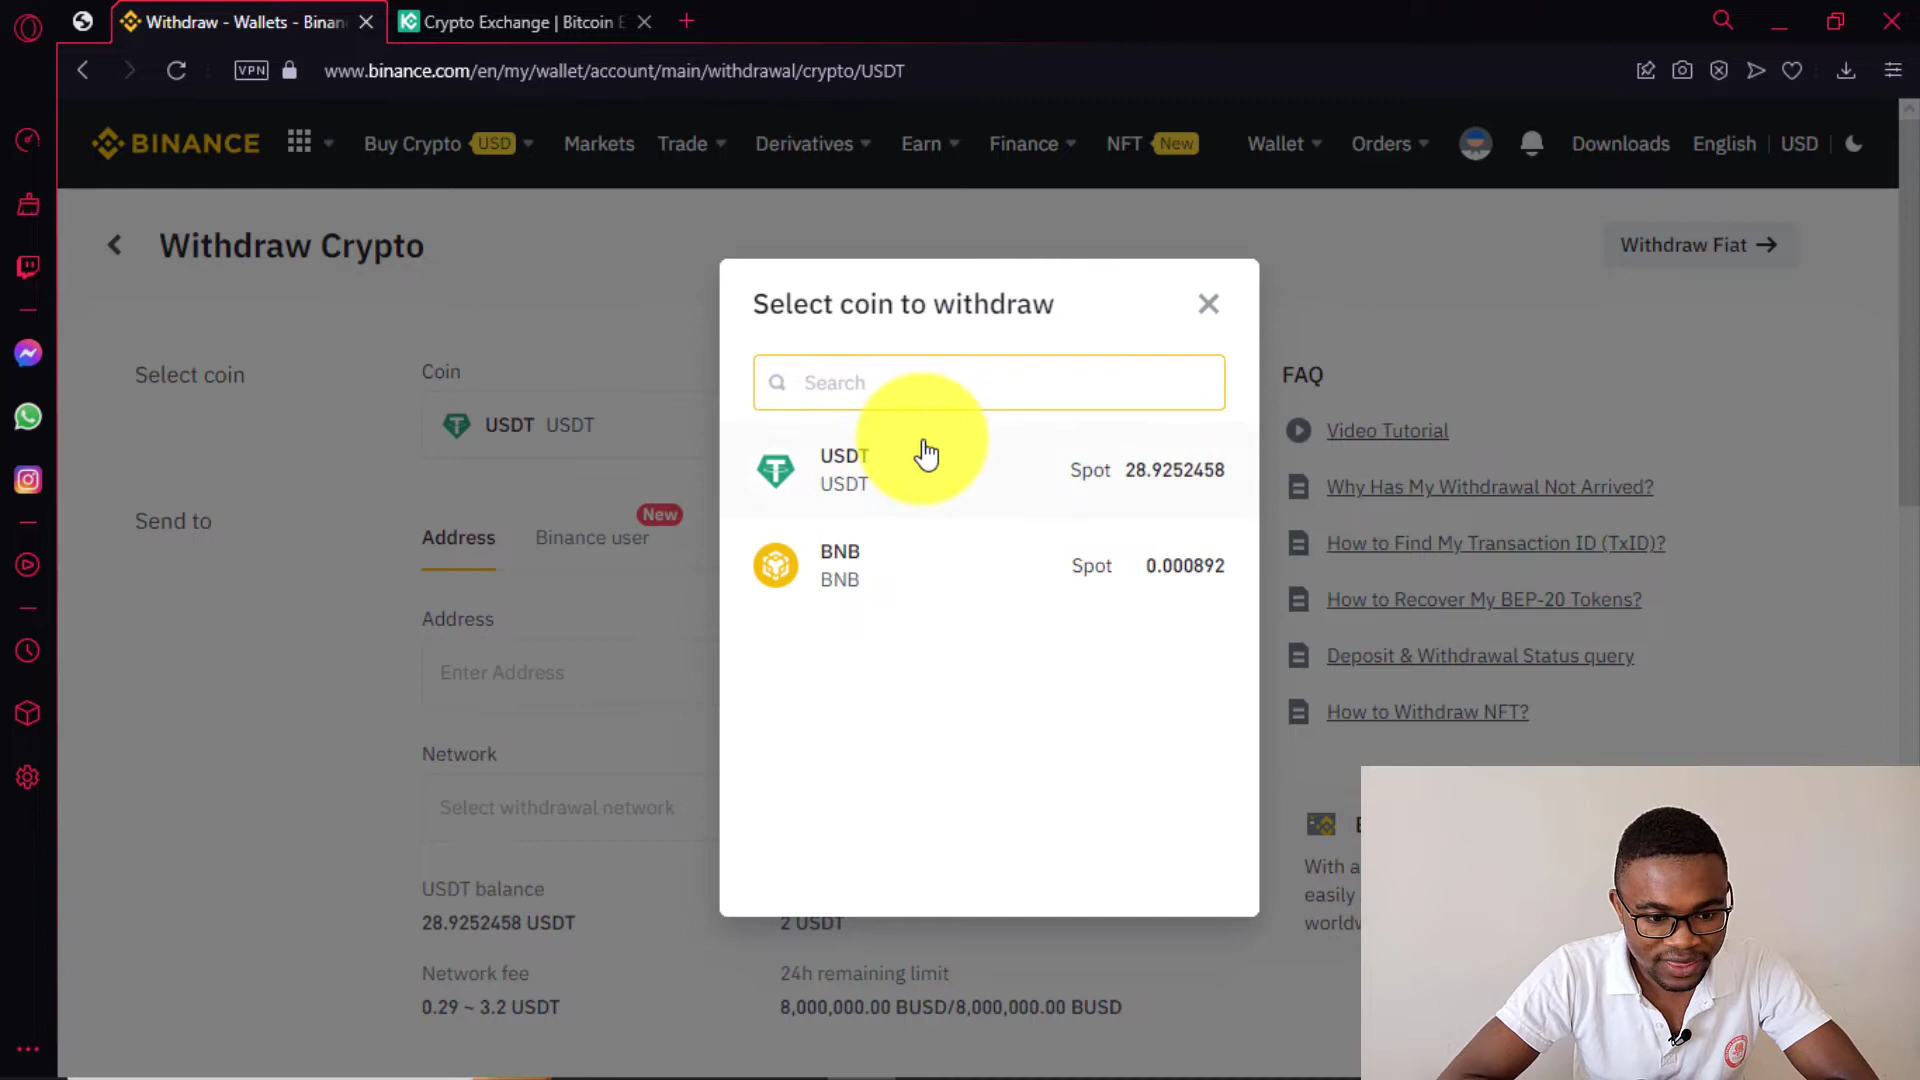 Withdraw - Wallets - Binan
Crypto Exchange | Bitcoin E
VPN
www.binance.com/en/my/wallet/account/main/withdrawal/crypto/USDT
BINANCE
Buy Crypto USD
Markets
Trade
Derivatives
Earn
Finance
NFT New
Wallet
Orders
Downloads
English
USD
Withdraw Crypto
Withdraw Fiat
Select coin
Coin
USDT USDT
Send to
Address
Binance user
New
Address
Enter Address
Network
Select withdrawal network
USDT balance
28.9252458 USDT
2 USDT
Network fee
0.29 ~ 3.2 USDT
24h remaining limit
8,000,000.00 BUSD/8,000,000.00 BUSD
Select coin to withdraw
Search
USDT
USDT
Spot 28.9252458
BNB
BNB
Spot 0.000892
FAQ
Video Tutorial
Why Has My Withdrawal Not Arrived?
How to Find My Transaction ID (TxID)?
How to Recover My BEP-20 Tokens?
Deposit & Withdrawal Status query
How to Withdraw NFT?
With a
easily
worldw